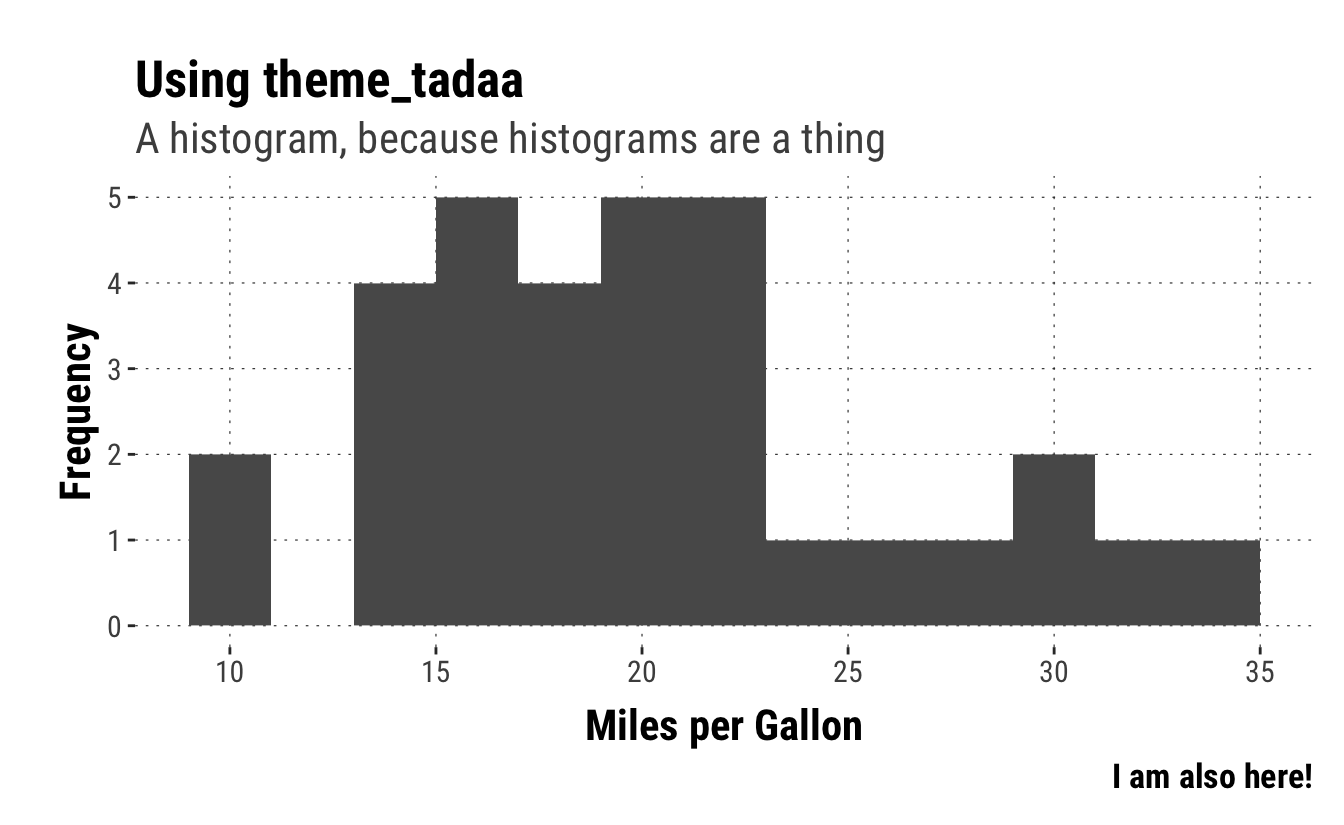 Using theme_tadaa
A histogram, because histograms are a thing
Frequency
5
4
3
2
1
0
10 15 20 25 30 35
Miles per Gallon
I am also here!